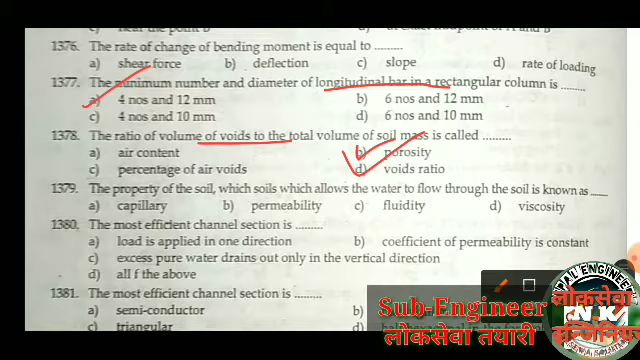 1376. The rate of change of bending moment is equal to .........
a) shear force b) deflection c) slope d) rate of loading
1377. The minimum number and diameter of longitudinal bar in a rectangular column is .........
a) 4 nos and 12 mm b) 6 nos and 12 mm
c) 4 nos and 10 mm d) 6 nos and 10 mm
1378. The ratio of volume of voids to the total volume of soil mass is called .........
a) air content b) porosity
c) percentage of air voids d) voids ratio
1379. The property of the soil, which soils which allows the water to flow through the soil is known as ......
a) capillary b) permeability c) fluidity d) viscosity
1380. The most efficient channel section is .........
a) load is applied in one direction b) coefficient of permeability is constant
c) excess pure water drains out only in the vertical direction
d) all f the above
1381. The most efficient channel section is .........
a) semi-conductor b)
c) triangular d)
Sub-Engineer
लोकसेवा तयारी
लोकसेवा